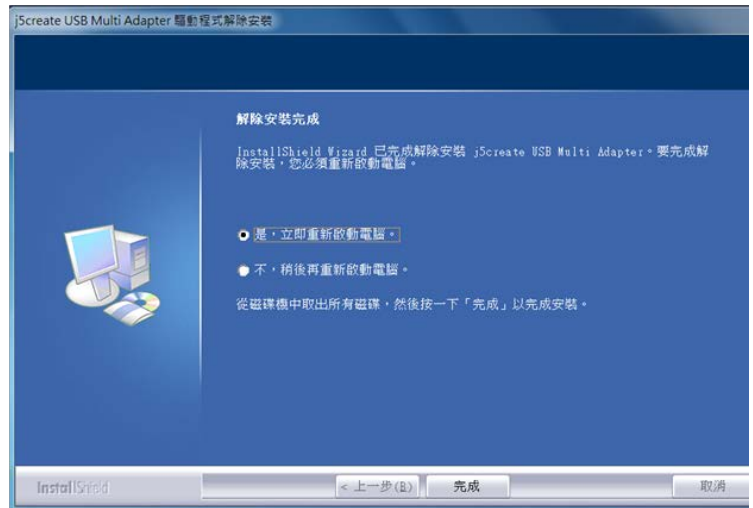 j5create USB Multi Adapter 驅動程式解除安裝
解除安裝完成
InstallShield Wizard 已完成解除安裝 j5create USB Multi Adapter。要完成解
除安裝，您必須重新啟動電腦。
是，立即重新啟動電腦。
不，稍後再重新啟動電腦。
從磁碟機中取出所有磁碟，然後按一下「完成」以完成安裝。
InstallShield
< 上一步(B)
完成
取消